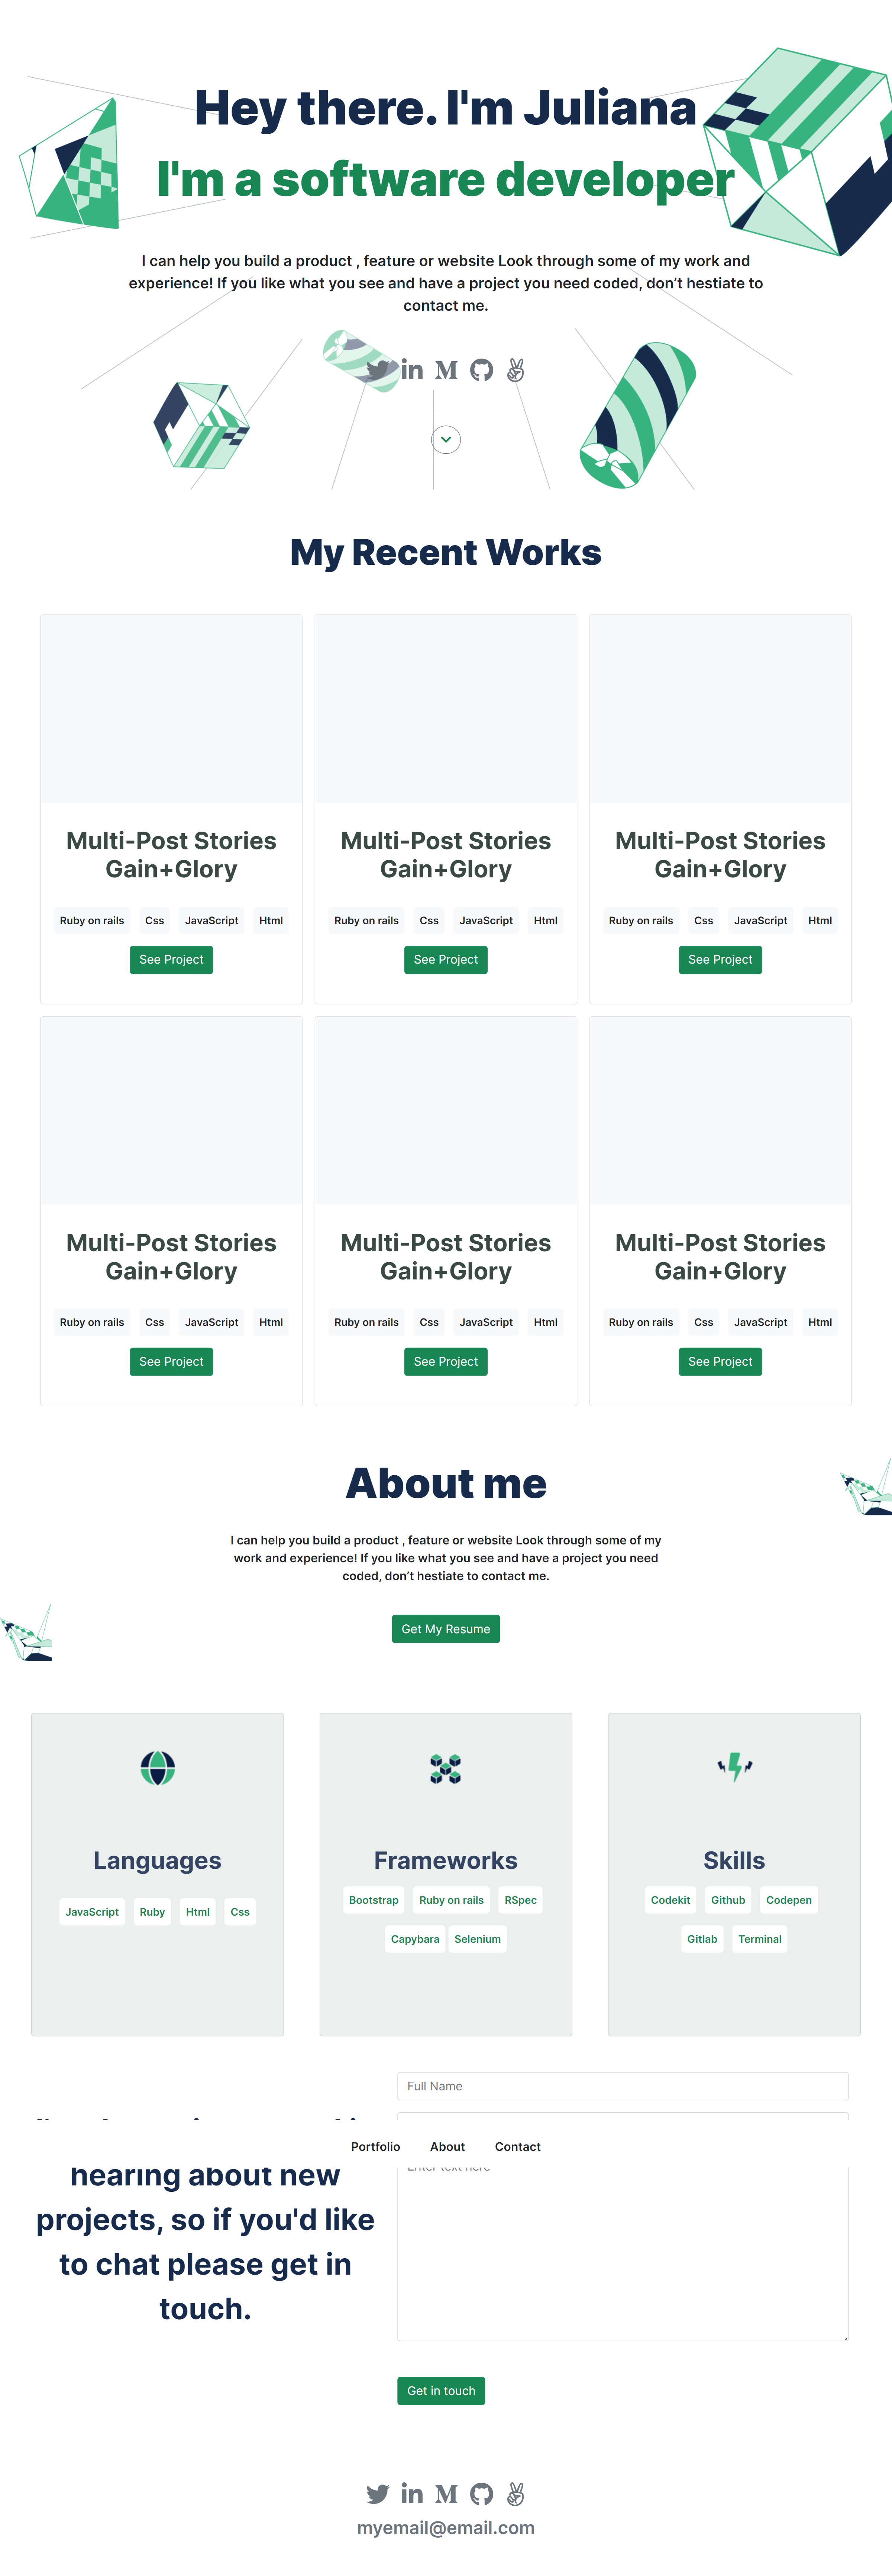 Hey there. I'm Juliana
I'm a software developer
I can help you build a product , feature or website Look through some of my work and
experience! If you like what you see and have a project you need coded, don't hestiate to
contact me.
My Recent Works
Multi-Post Stories
Gain+Glory
Ruby on rails Css JavaScript Html
See Project
Multi-Post Stories
Gain+Glory
Ruby on rails Css JavaScript Html
See Project
Multi-Post Stories
Gain+Glory
Ruby on rails Css JavaScript Html
See Project
Multi-Post Stories
Gain+Glory
Ruby on rails Css JavaScript Html
See Project
Multi-Post Stories
Gain+Glory
Ruby on rails Css JavaScript Html
See Project
Multi-Post Stories
Gain+Glory
Ruby on rails Css JavaScript Html
See Project
About me
I can help you build a product , feature or website Look through some of my
work and experience! If you like what you see and have a project you need
coded, don't hestiate to contact me.
Get My Resume
Languages
JavaScript Ruby Html Css
Frameworks
Bootstrap Ruby on rails RSpec
Capybara Selenium
Skills
Codekit Github Codepen
Gitlab Terminal
Full Name
Portfolio About Contact
Enter text here
hearing about new
projects, so if you'd like
to chat please get in
touch.
Get in touch
myemail@email.com